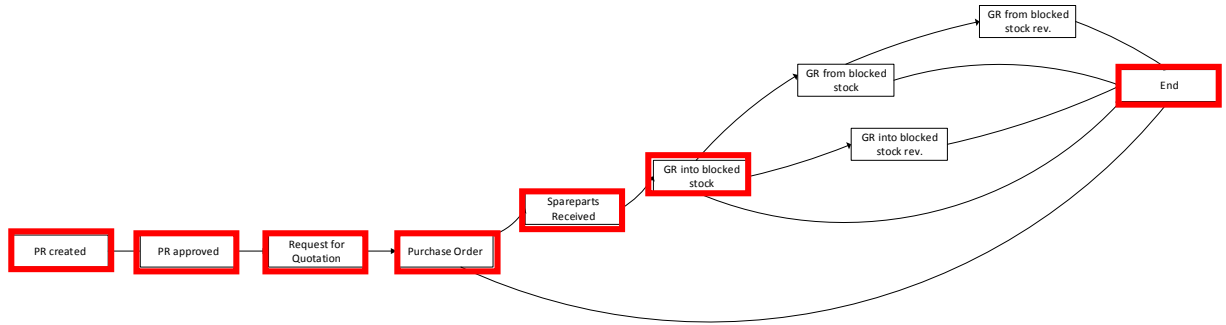 PR created
PR approved
Request for
Quotation
Purchase Order
Spareparts
Received
GR into blocked
stock
GR from blocked
stock
GR from blocked
stock rev.
GR into blocked
stock rev.
End